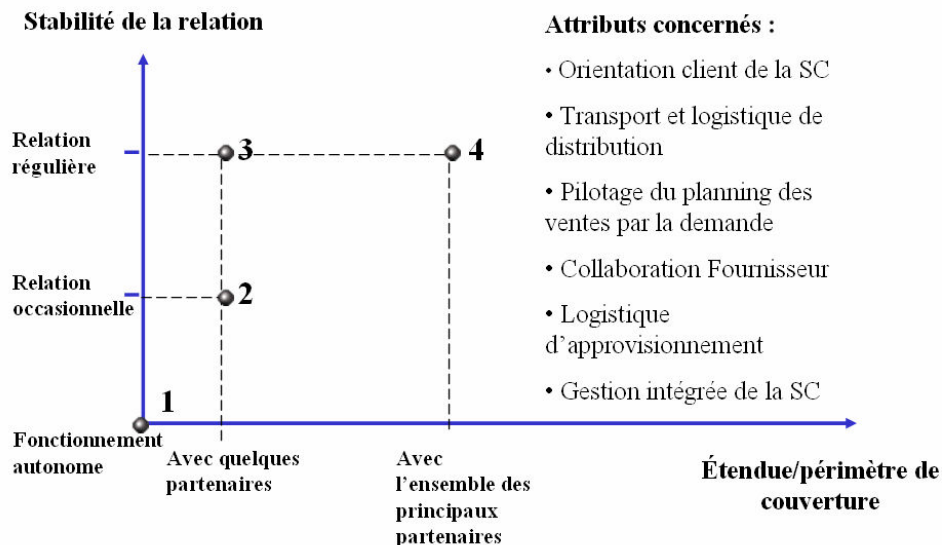 Stabilité de la relation
Relation
régulière
Relation
occasionnelle
Fonctionnement
autonome
3
4
2
1
Avec quelques
partenaires
Avec
l'ensemble des
principaux
partenaires
Étendue/périmètre de
couverture
Attributs concernés :
• Orientation client de la SC
• Transport et logistique de
distribution
• Pilotage du planning des
ventes par la demande
• Collaboration Fournisseur
• Logistique
d'approvisionnement
• Gestion intégrée de la SC